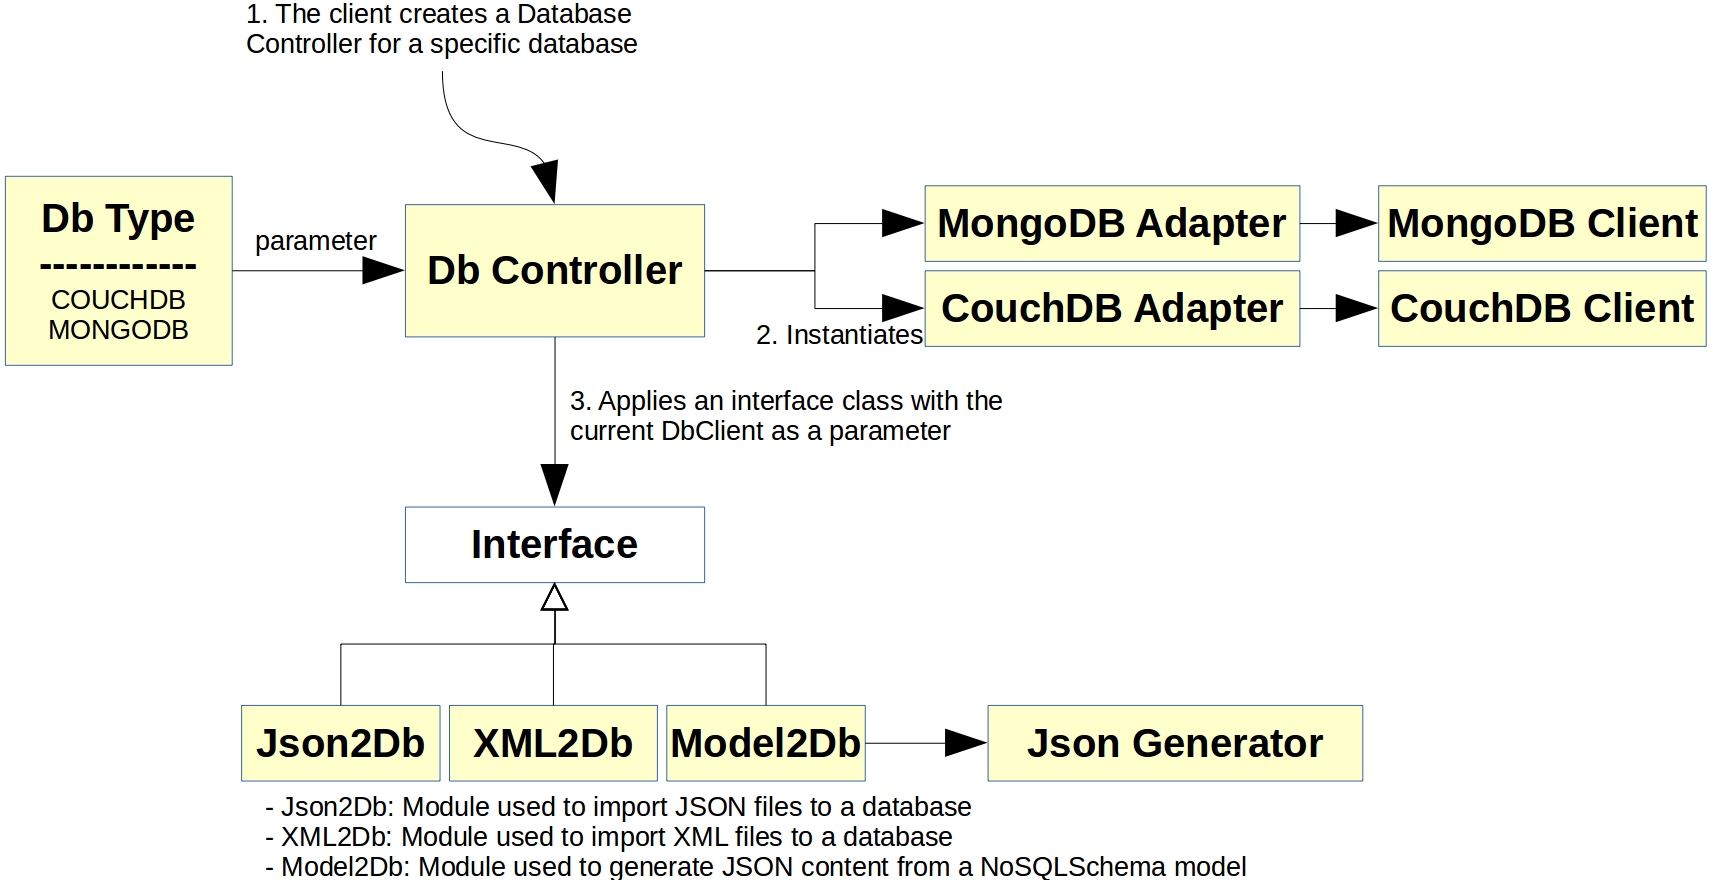 1. The client creates a Database
Controller for a specific database
Db Type
------------
COUCHDB
MONGODB
parameter
Db Controller
MongoDB Adapter
MongoDB Client
CouchDB Adapter
CouchDB Client
2. Instantiates
3. Applies an interface class with the
current DbClient as a parameter
Interface
Json2Db
XML2Db
Model2Db
Json Generator
- Json2Db: Module used to import JSON files to a database
- XML2Db: Module used to import XML files to a database
- Model2Db: Module used to generate JSON content from a NoSQLSchema model